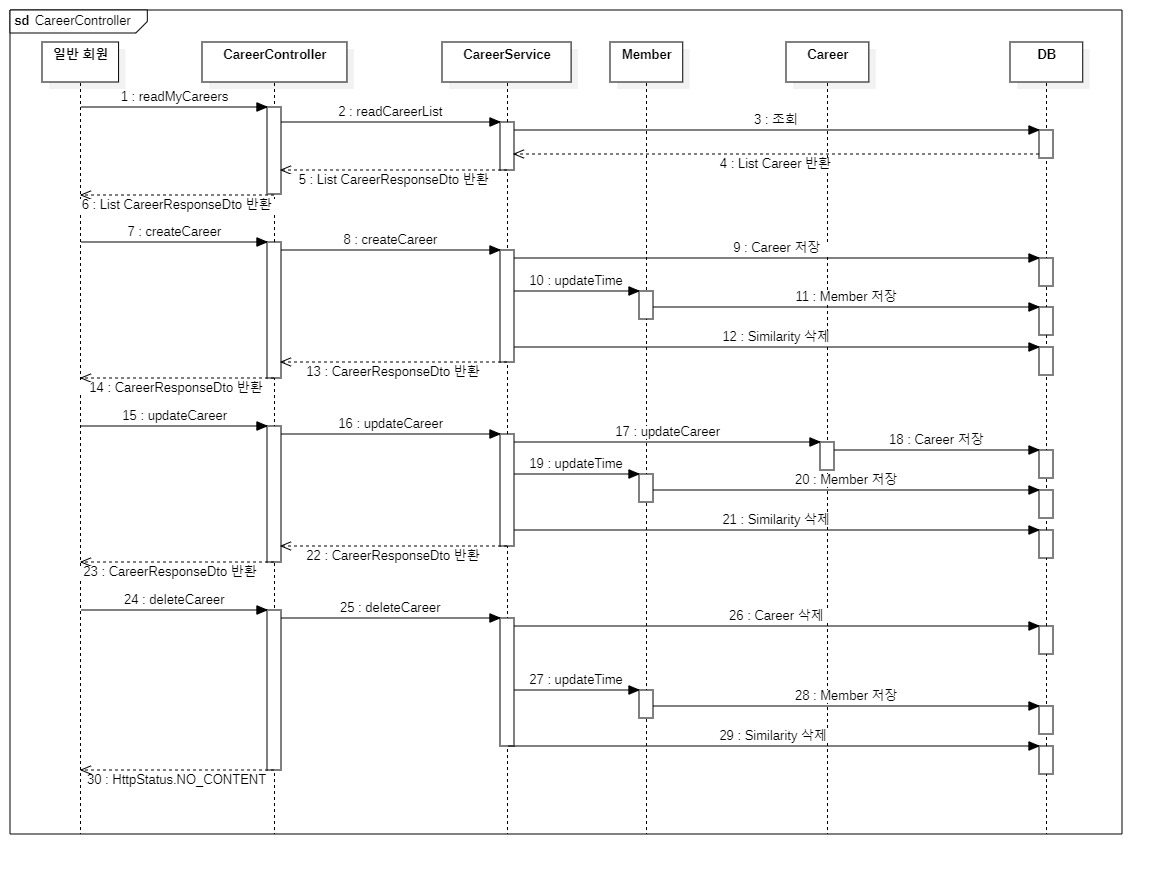 sd CareerController
일반 회원
CareerController
CareerService
Member
Career
DB
1 : readMyCareers
2 : readCareerList
3 : 조회
4 : List Career 반환
5 : List CareerResponseDto 반환
6 : List CareerResponseDto 반환
7 : createCareer
8 : createCareer
9 : Career 저장
10 : updateTime
11 : Member 저장
12 : Similarity 삭제
13 : CareerResponseDto 반환
14 : CareerResponseDto 반환
15 : updateCareer
16 : updateCareer
17 : updateCareer
18 : Career 저장
19 : updateTime
20 : Member 저장
21 : Similarity 삭제
22 : CareerResponseDto 반환
23 : CareerResponseDto 반환
24 : deleteCareer
25 : deleteCareer
26 : Career 삭제
27 : updateTime
28 : Member 저장
29 : Similarity 삭제
30 : HttpStatus.NO_CONTENT